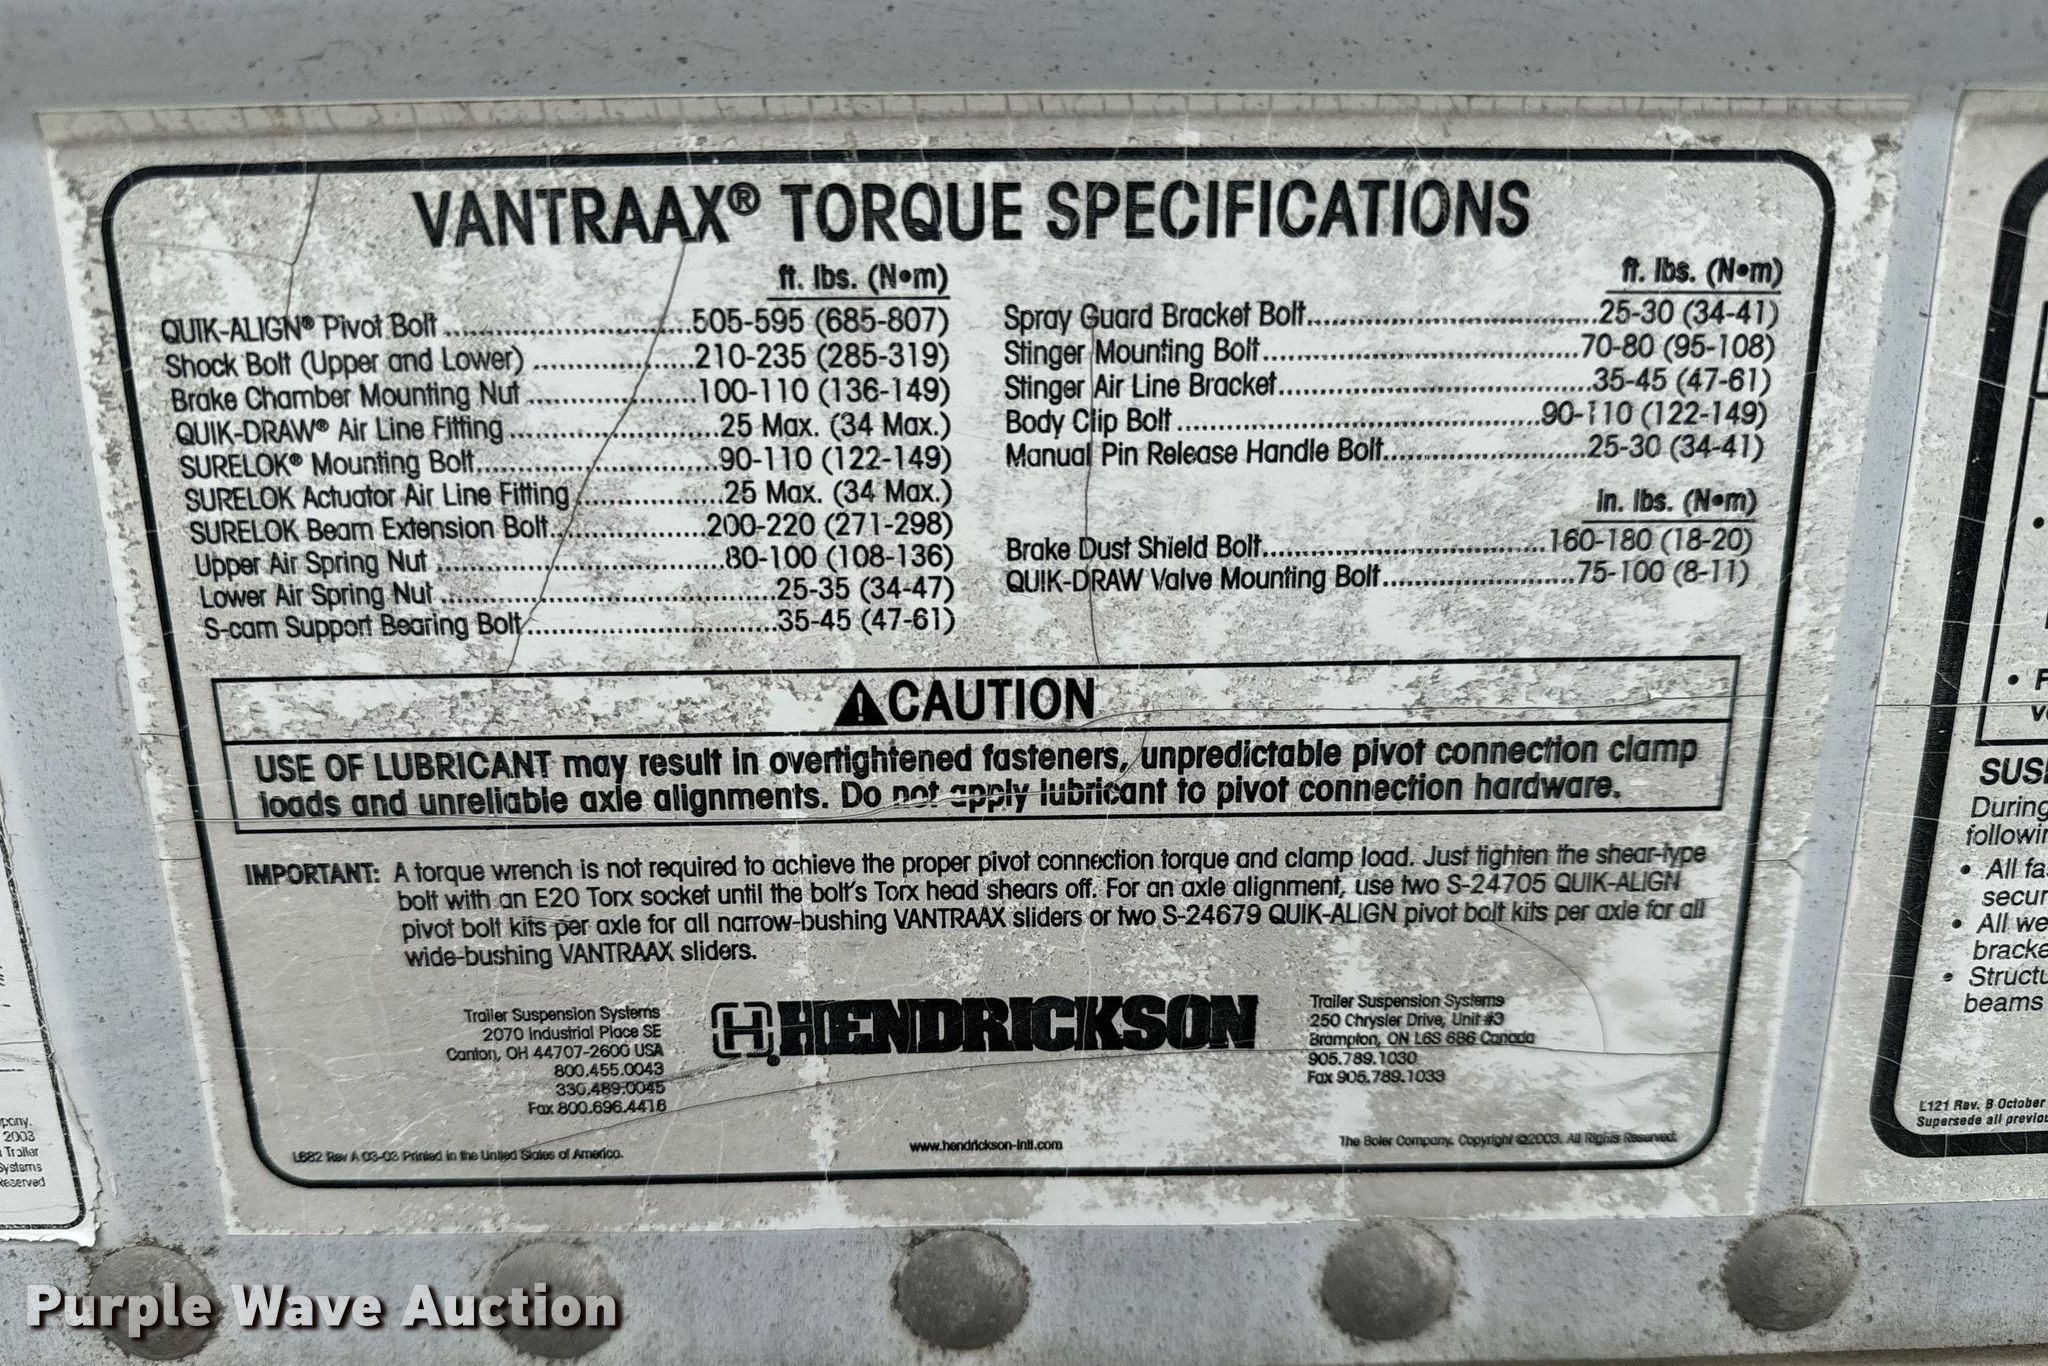 VANTRAAX® TORQUE SPECIFICATIONS
ft. lbs. (N•m)
QUIK-ALIGN® Pivot Bolt 505-595 (685-807)
Shock Bolt (Upper and Lower) 210-235 (285-319)
Brake Chamber Mounting Nut 100-110 (136-149)
QUIK-DRAW® Air Line Fitting 25 Max. (34 Max.)
SURELOK® Mounting Bolt 90-110 (122-149)
SURELOK Actuator Air Line Fitting 25 Max. (34 Max.)
SURELOK Beam Extension Bolt 200-220 (271-298)
Upper Air Spring Nut 80-100 (108-136)
Lower Air Spring Nut 25-35 (34-47)
S-cam Support Bearing Bolt 35-45 (47-61)
ft. lbs. (N•m)
Spray Guard Bracket Bolt 25-30 (34-41)
Stinger Mounting Bolt 70-80 (95-108)
Stinger Air Line Bracket 35-45 (47-61)
Body Clip Bolt 90-110 (122-149)
Manual Pin Release Handle Bolt 25-30 (34-41)
in. lbs. (N•m)
Brake Dust Shield Bolt 160-180 (18-20)
QUIK-DRAW Valve Mounting Bolt 75-100 (8-11)
CAUTION
USE OF LUBRICANT may result in overtightened fasteners, unpredictable pivot connection clamp
loads and unreliable axle alignments. Do not apply lubricant to pivot connection hardware.
IMPORTANT: A torque wrench is not required to achieve the proper pivot connection torque and clamp load. Just tighten the shear-type
bolt with an E20 Torx socket until the bolt's Torx head shears off. For an axle alignment, use two S-24705 QUIK-ALIGN
pivot bolt kits per axle for all narrow-bushing VANTRAAX sliders or two S-24679 QUIK-ALIGN pivot bolt kits per axle for all
wide-bushing VANTRAAX sliders.
Trailer Suspension Systems
2070 Industrial Place SE
Canton, OH 44707-2600 USA
800.455.0043
330.489.0045
Fax 800.696.4416
H HENDRICKSON
Trailer Suspension Systems
250 Chrysler Drive, Unit #3
Brampton, ON L6S 6B6 Canada
905.789.1030
Fax 905.789.1033
L682 Rev A 03-03 Printed in the United States of America.
www.hendrickson-intl.com
The Boler Company. Copyright ©2003. All Rights Reserved.
2003
Trailer
Systems
Reserved
During
• All
• All
•
beams
L121 Rev. B October
Supersede all
Purple Wave Auction